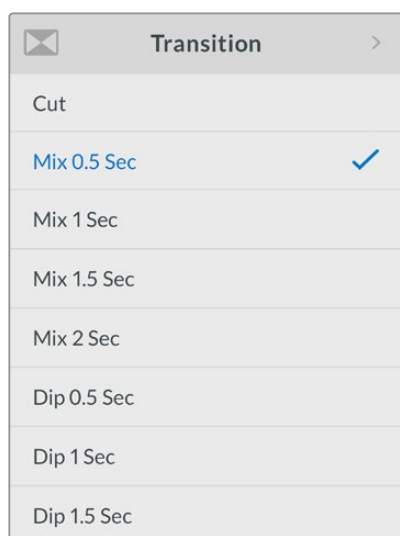 Transition
Cut
Mix 0.5 Sec
Mix 1 Sec
Mix 1.5 Sec
Mix 2 Sec
Dip 0.5 Sec
Dip 1 Sec
Dip 1.5 Sec